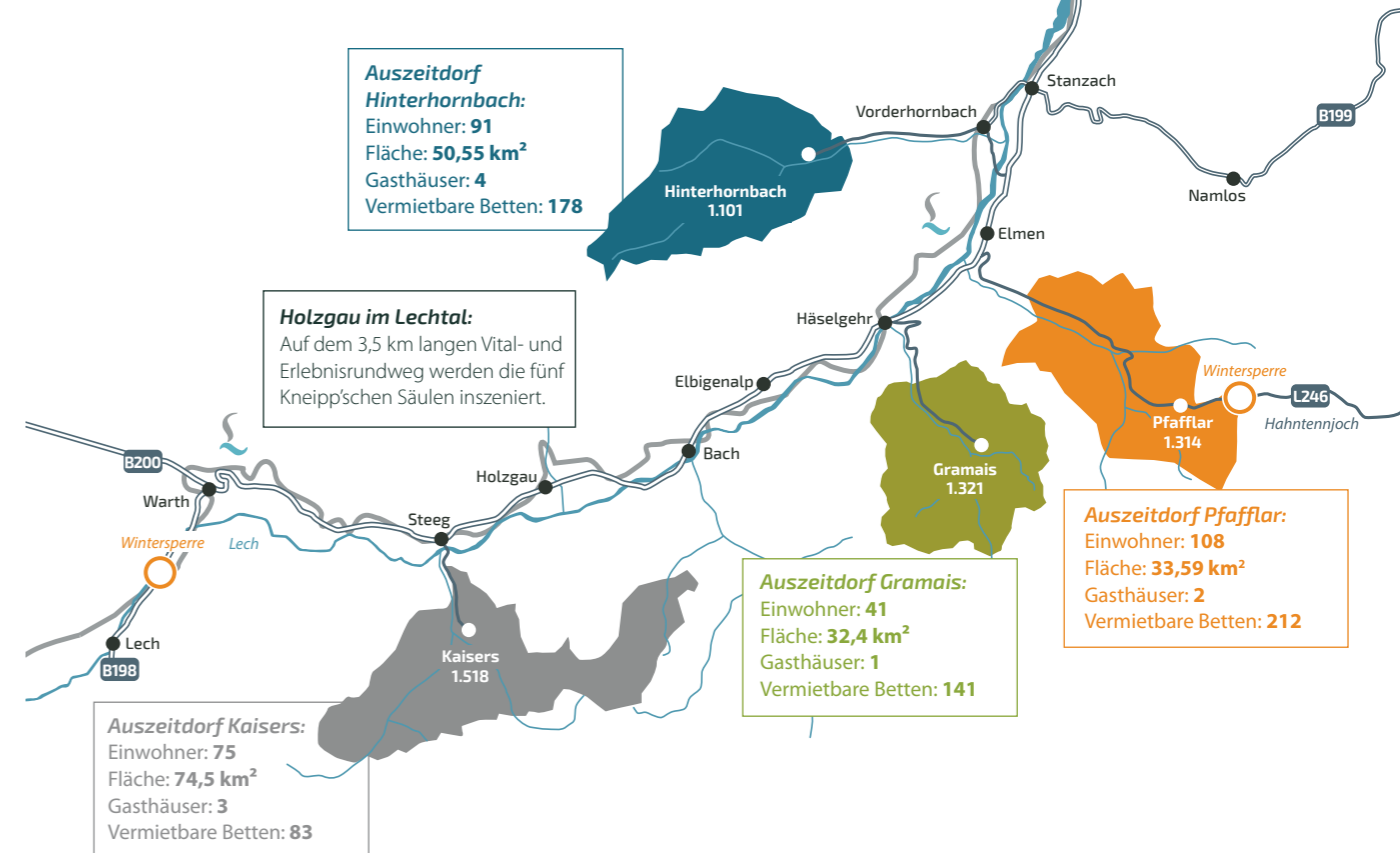 Auszeitdorf
Hinterhornbach:
Einwohner: 91
Fläche: 50,55 km²
Gasthäuser: 4
Vermietbare Betten: 178
Hinterhornbach
1.101
Vorderhornbach
Stanzach
B199
Namlos
Elmen
Holzgau im Lechtal:
Auf dem 3,5 km langen Vital- und
Erlebnisrundweg werden die fünf
Kneipp’schen Säulen inszeniert.
Häselgehr
Elbigenalp
Bach
Holzgau
Steeg
B200
Warth
Wintersperre
Lech
Lech
B198
Wintersperre
L246
Hahntennjoch
Pfafflar
1.314
Gramais
1.321
Kaisers
1.518
Auszeitdorf Pfafflar:
Einwohner: 108
Fläche: 33,59 km²
Gasthäuser: 2
Vermietbare Betten: 212
Auszeitdorf Gramais:
Einwohner: 41
Fläche: 32,4 km²
Gasthäuser: 1
Vermietbare Betten: 141
Auszeitdorf Kaisers:
Einwohner: 75
Fläche: 74,5 km²
Gasthäuser: 3
Vermietbare Betten: 83